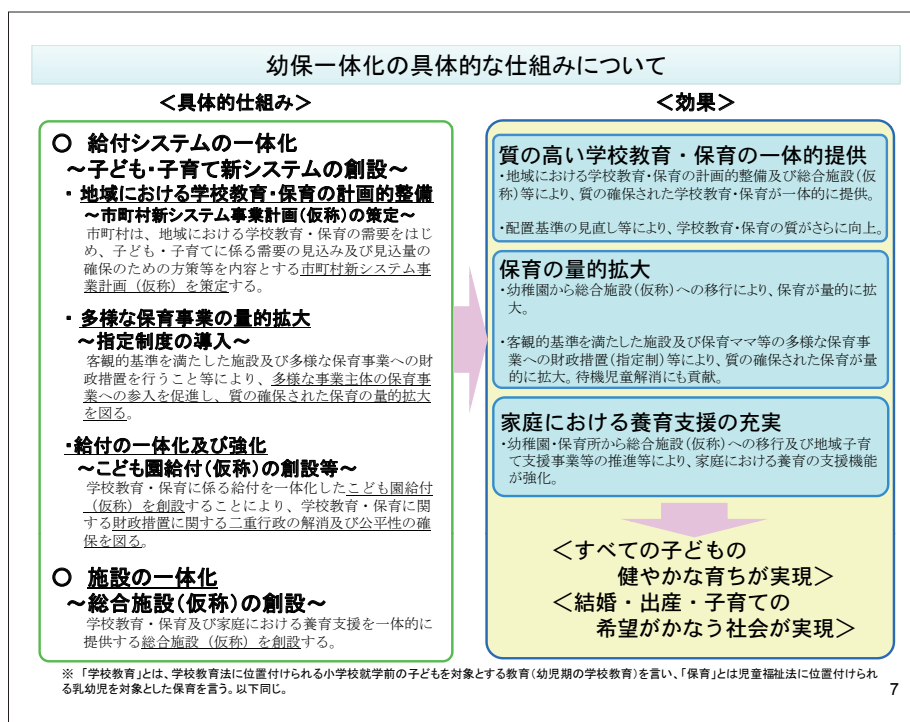 幼保一体化の具体的な仕組みについて
＜具体的仕組み＞
○ 給付システムの一体化
～子ども・子育て新システムの創設～
・地域における学校教育・保育の計画的整備
～市町村新システム事業計画（仮称）の策定～
市町村は、地域における学校教育・保育の需要をはじ
め、子ども・子育てに係る需要の見込み及び見込量の
確保のための方策等を内容とする市町村新システム事
業計画（仮称）を策定する。
・多様な保育事業の量的拡大
～指定制度の導入～
客観的基準を満たした施設及び多様な保育事業への財
政措置を行うこと等により、多様な事業主体の保育事
業への参入を促進し、質の確保された保育の量的拡大
を図る。
・給付の一体化及び強化
～こども園給付（仮称）の創設等～
学校教育・保育に係る給付を一体化したこども園給付
（仮称）を創設することにより、学校教育・保育に関
する財政措置に関する二重行政の解消及び公平性の確
保を図る。
○ 施設の一体化
～総合施設（仮称）の創設～
学校教育・保育及び家庭における養育支援を一体的に
提供する総合施設（仮称）を創設する。
＜効果＞
質の高い学校教育・保育の一体的提供
・地域における学校教育・保育の計画的整備及び総合施設（仮
称）等により、質の確保された学校教育・保育が一体的に提供。
・配置基準の見直し等により、学校教育・保育の質がさらに向上。
保育の量的拡大
・幼稚園から総合施設（仮称）への移行により、保育が量的に拡
大。
・客観的基準を満たした施設及び保育ママ等の多様な保育事
業への財政措置（指定制）等により、質の確保された保育が量
的に拡大。待機児童解消にも貢献。
家庭における養育支援の充実
・幼稚園・保育所から総合施設（仮称）への移行及び地域子育
て支援事業等の推進等により、家庭における養育の支援機能
が強化。
＜すべての子どもの
健やかな育ちが実現＞
＜結婚・出産・子育ての
希望がかなう社会が実現＞
※ 「学校教育」とは、学校教育法に位置付けられる小学校就学前の子どもを対象とする教育（幼児期の学校教育）を言い、「保育」とは児童福祉法に位置付けられ
る乳幼児を対象とした保育を言う。以下同じ。
7